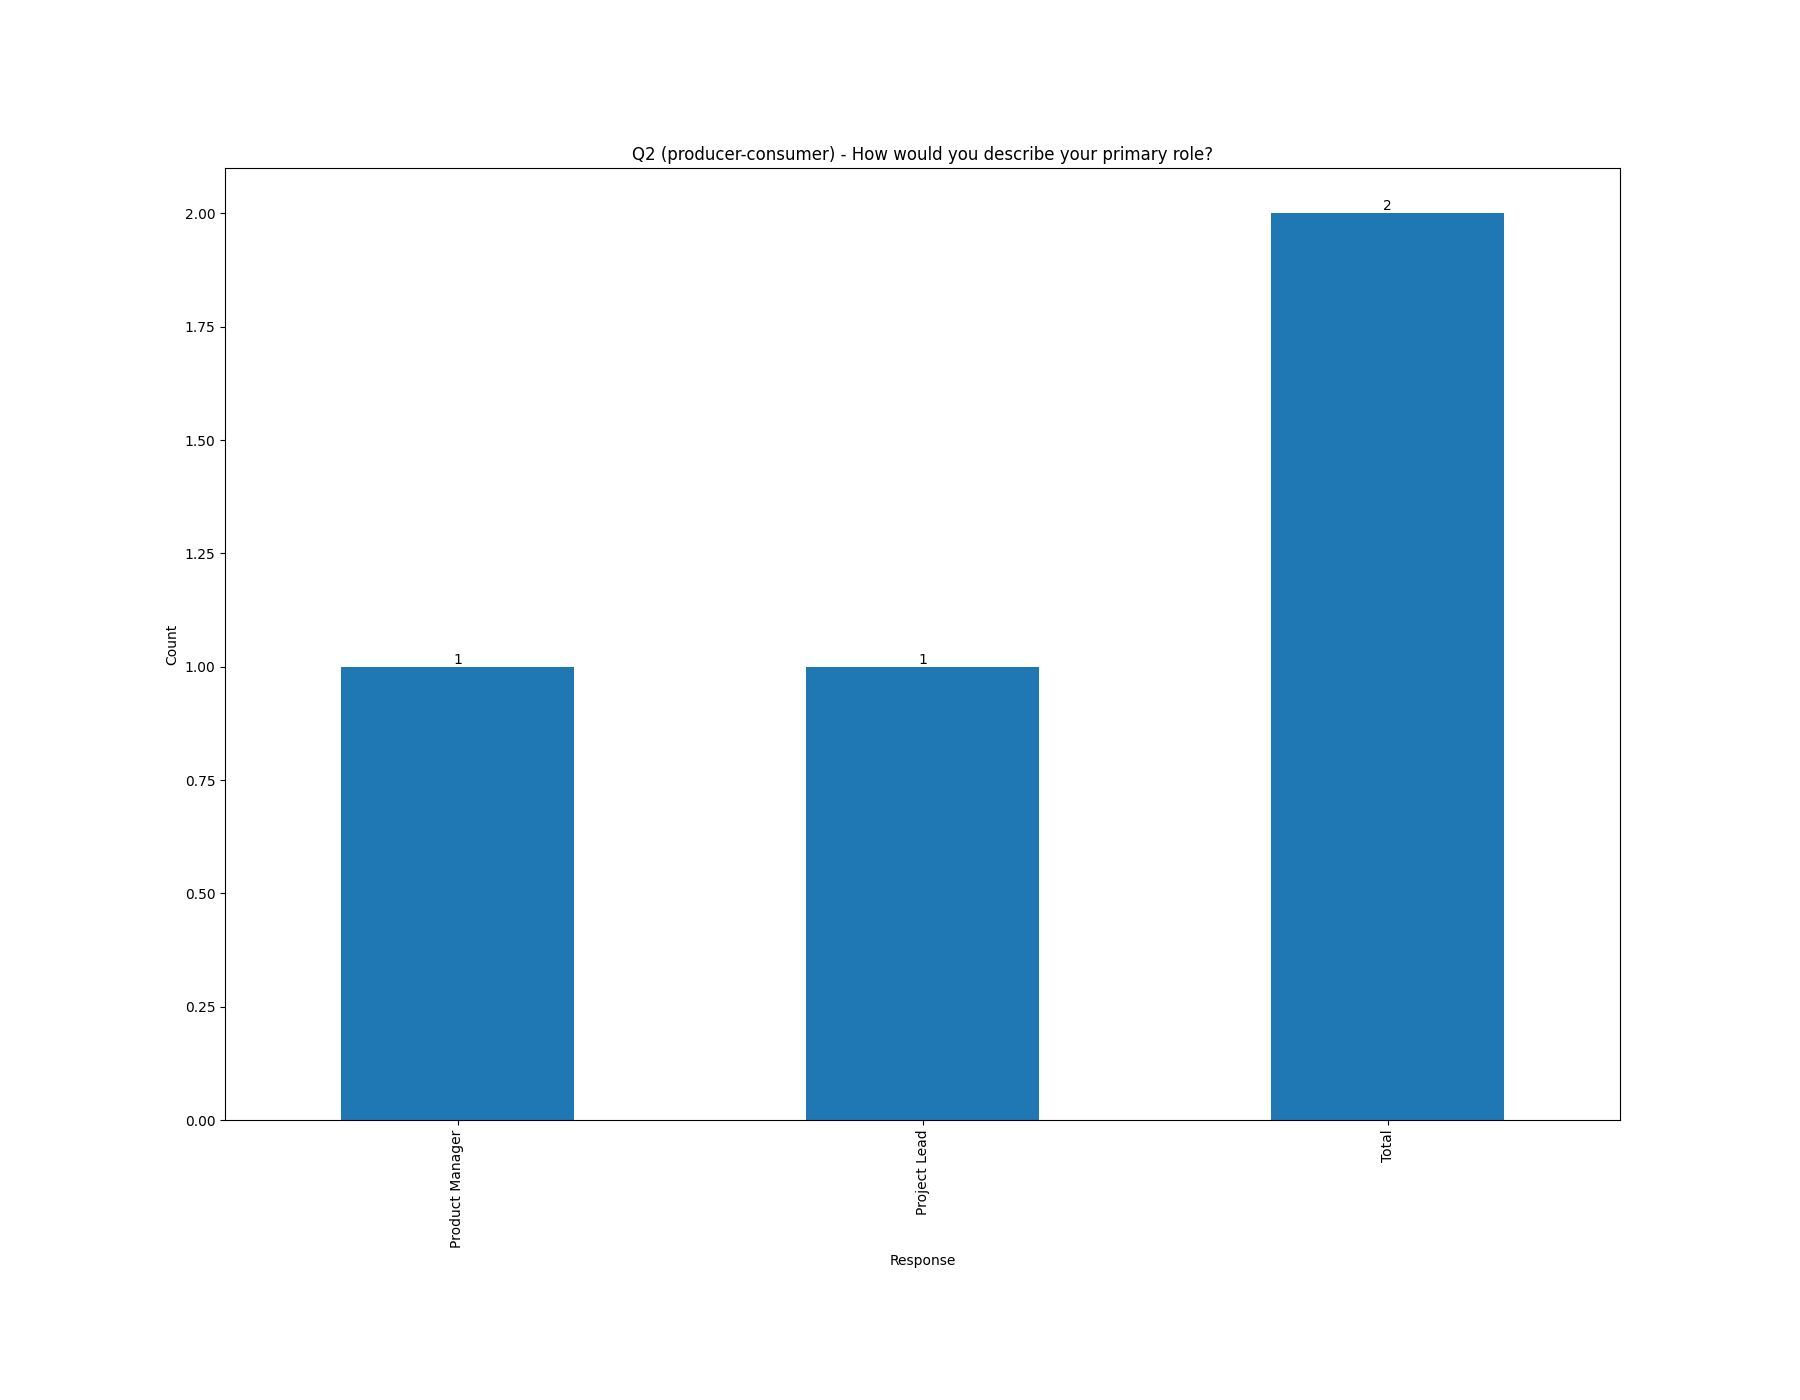 Q2 (producer-consumer) - How would you describe your primary role?
2.00
1.75
1.50
1.25
1.00
0.75
0.50
0.25
0.00
Count
1
1
2
Product Manager
Project Lead
Total
Response